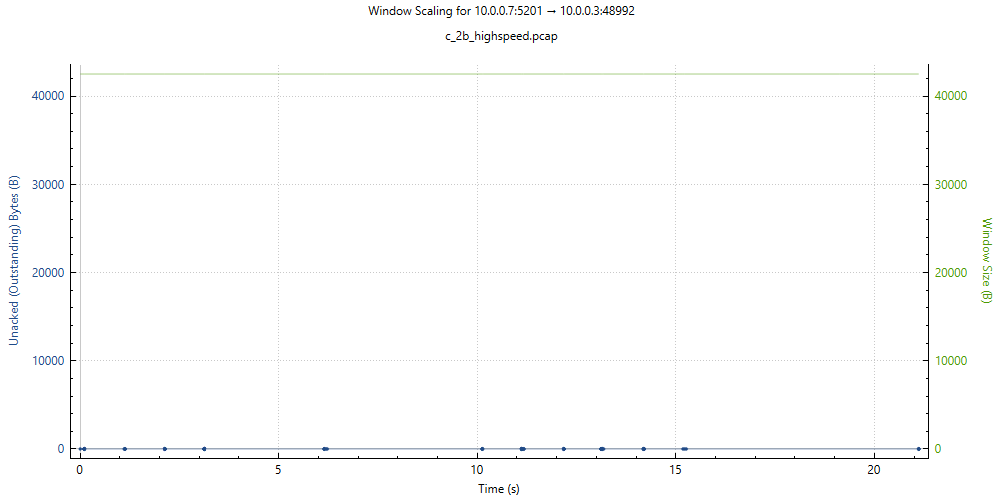 Window Scaling for 10.0.0.7:5201 → 10.0.0.3:48992
c_2b_highspeed.pcap
40000
30000
20000
10000
0
Unacked (Outstanding) Bytes (B)
40000
30000
20000
10000
0
Window Size (B)
0 5 10 15 20
Time (s)